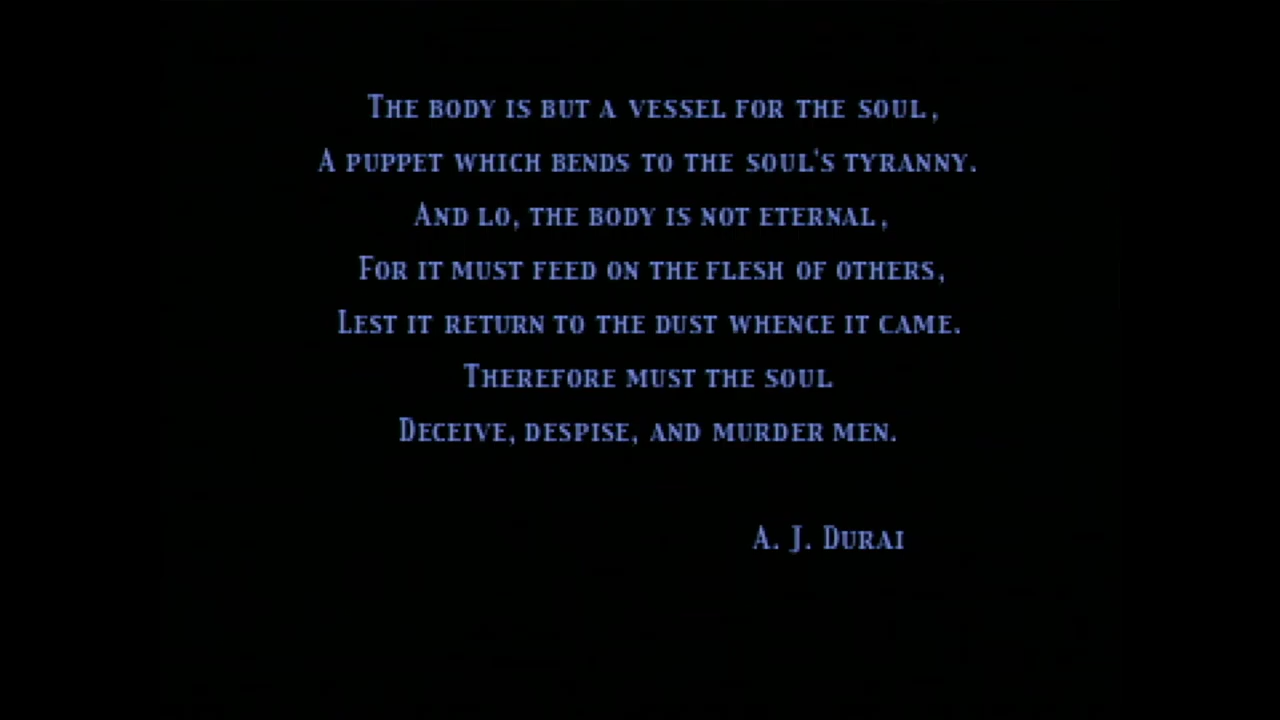 The body is but a vessel for the soul,
A puppet which bends to the soul's tyranny.
And lo, the body is not eternal,
For it must feed on the flesh of others,
Lest it return to the dust whence it came.
Therefore must the soul
Deceive, despise, and murder men.
A. J. Durai